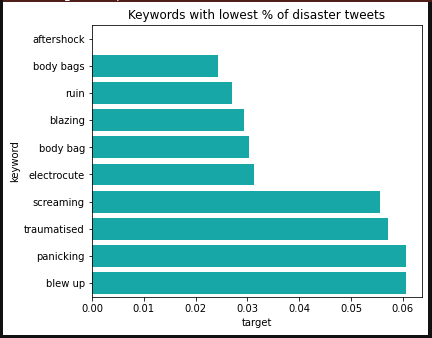 Keywords with lowest % of disaster tweets
keyword
aftershock
body bags
ruin
blazing
body bag
electrocute
screaming
traumatised
panicking
blew up
0.00 0.01 0.02 0.03 0.04 0.05 0.06
target